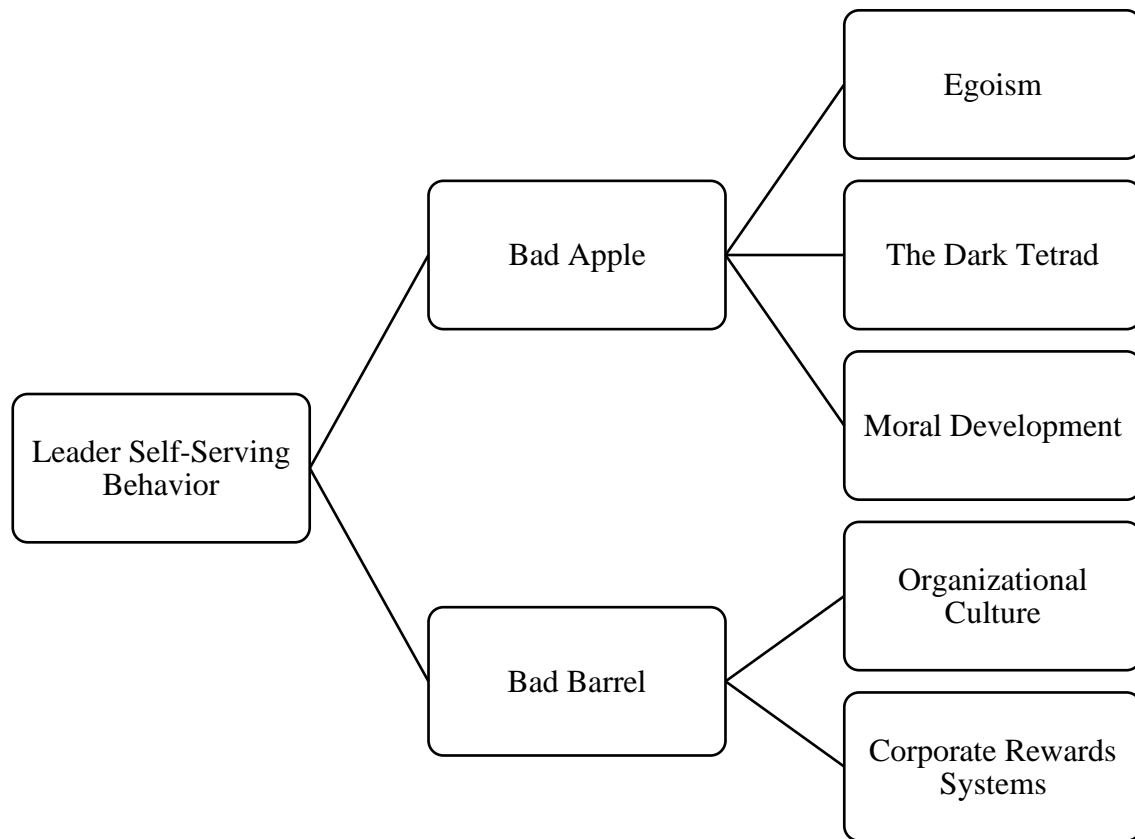 Egoism
Bad Apple
The Dark Tetrad
Moral Development
Leader Self-Serving
Behavior
Organizational
Culture
Bad Barrel
Corporate Rewards
Systems